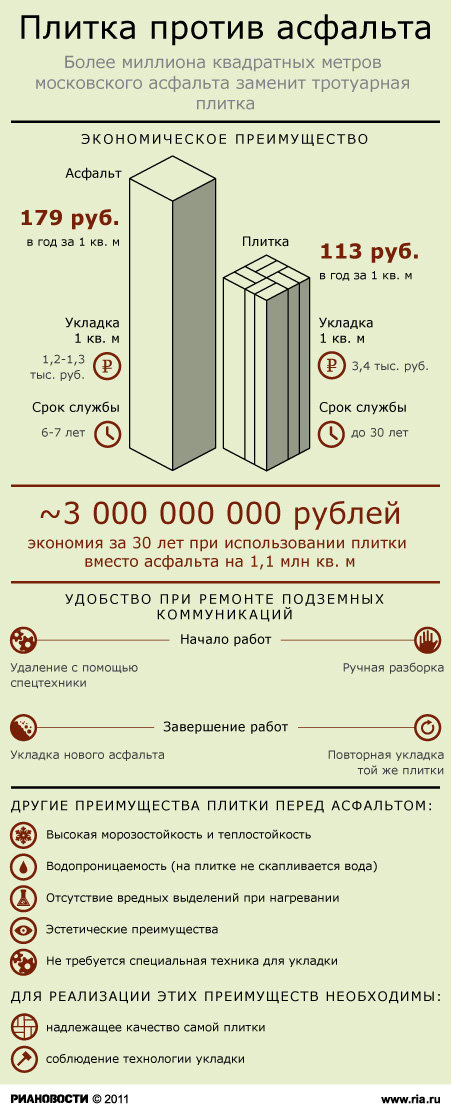 Плитка против асфальта
Более миллиона квадратных метров
московского асфальта заменит тротуарная
плитка
ЭКОНОМИЧЕСКОЕ ПРЕИМУЩЕСТВО
Асфальт
179 руб.
в год за 1 кв. м
Укладка
1 кв. м
1,2-1,3
тыс. руб.
Срок службы
6-7 лет
Плитка
113 руб.
в год за 1 кв. м
Укладка
1 кв. м
3,4 тыс. руб.
Срок службы
до 30 лет
~3 000 000 000 рублей
экономия за 30 лет при использовании плитки
вместо асфальта на 1,1 млн кв. м
УДОБСТВО ПРИ РЕМОНТЕ ПОДЗЕМНЫХ
КОММУНИКАЦИЙ
Начало работ
Удаление с помощью
спецтехники
Ручная разборка
Завершение работ
Укладка нового асфальта
Повторная укладка
той же плитки
ДРУГИЕ ПРЕИМУЩЕСТВА ПЛИТКИ ПЕРЕД АСФАЛЬТОМ:
Высокая морозостойкость и теплостойкость
Водопроницаемость (на плитке не скапливается вода)
Отсутствие вредных выделений при нагревании
Эстетические преимущества
Не требуется специальная техника для укладки
ДЛЯ РЕАЛИЗАЦИИ ЭТИХ ПРЕИМУЩЕСТВ НЕОБХОДИМЫ:
надлежащее качество самой плитки
соблюдение технологии укладки
РИАНОВОСТИ © 2011
www.ria.ru